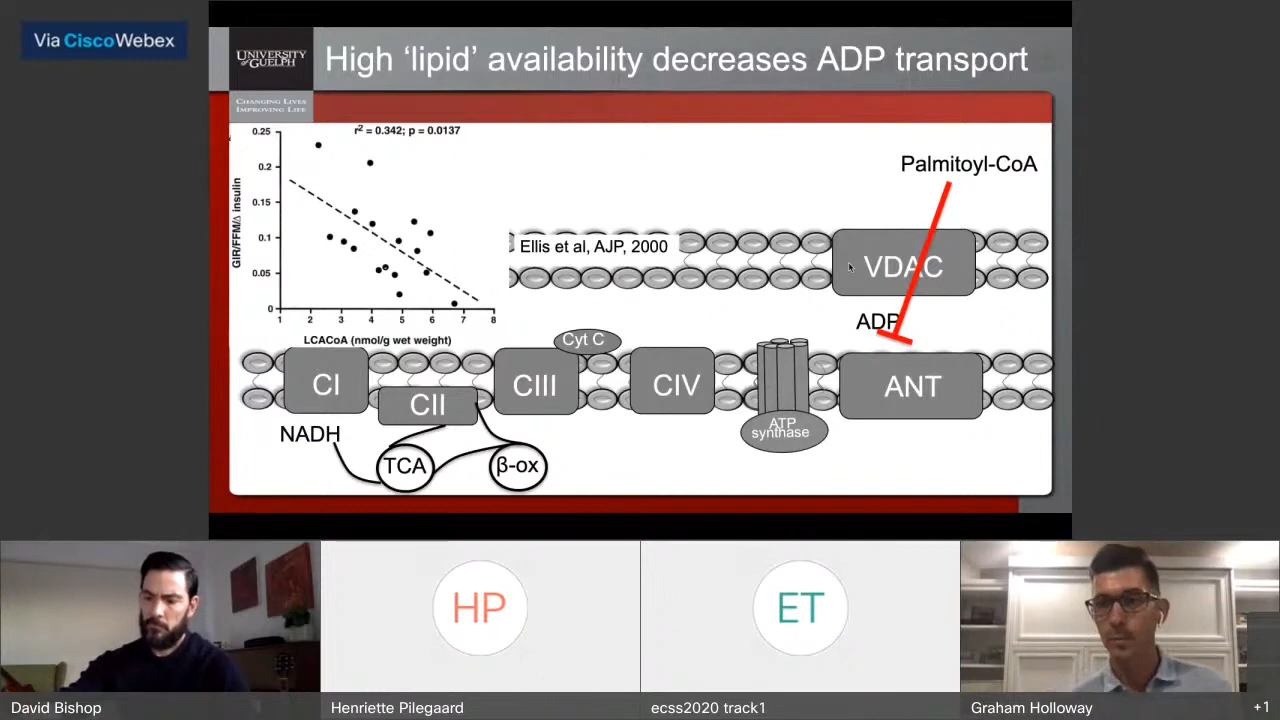 Via Cisco Webex
UNIVERSITY
OF GUELPH
CHANGING LIVES
IMPROVING LIFE
High ‘lipid’ availability decreases ADP transport
r2 = 0.342; p = 0.0137
0.25
0.2
0.15
0.1
0.05
0
GIR/FFM/Δ insulin
1 2 3 4 5 6 7 8
LCACoA (nmol/g wet weight)
Ellis et al, AJP, 2000
Palmitoyl-CoA
VDAC
ADP
Cyt C
CI
CII
CIII
CIV
ATP
synthase
ANT
NADH
TCA
β-ox
HP
ET
David Bishop
Henriette Pilegaard
ecss2020 track1
Graham Holloway
+1